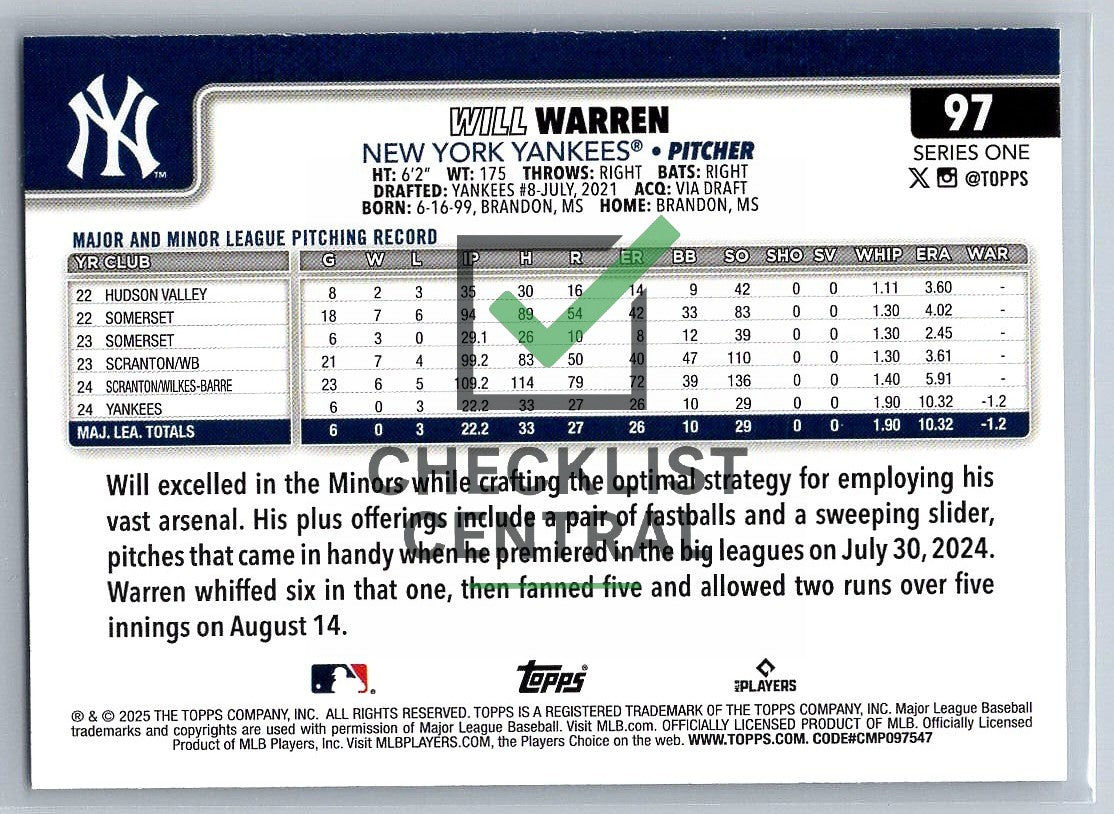 NY
TM
97
WILL WARREN
NEW YORK YANKEES® • PITCHER
SERIES ONE
HT: 6'2" WT: 175 THROWS: RIGHT BATS: RIGHT
@TOPPS
DRAFTED: YANKEES #8-JULY, 2021 ACQ: VIA DRAFT
BORN: 6-16-99, BRANDON, MS HOME: BRANDON, MS
MAJOR AND MINOR LEAGUE PITCHING RECORD
YR CLUB G W L IP H R ER BB SO SHO SV WHIP ERA WAR
22 HUDSON VALLEY 8 2 3 35 30 16 14 9 42 0 0 1.11 3.60 -
22 SOMERSET 18 7 6 94 89 54 42 33 83 0 0 1.30 4.02 -
23 SOMERSET 6 3 0 29.1 26 10 8 12 39 0 0 1.30 2.45 -
23 SCRANTON/WB 21 7 4 99.2 83 50 40 47 110 0 0 1.30 3.61 -
24 SCRANTON/WILKES-BARRE 23 6 5 109.2 114 79 72 39 136 0 0 1.40 5.91 -
24 YANKEES 6 0 3 22.2 33 27 26 10 29 0 0 1.90 10.32 -1.2
MAJ. LEA. TOTALS 6 0 3 22.2 33 27 26 10 29 0 0 1.90 10.32 -1.2
CHECKLIST
CENTRAL
Will excelled in the Minors while crafting the optimal strategy for employing his
vast arsenal. His plus offerings include a pair of fastballs and a sweeping slider,
pitches that came in handy when he premiered in the big leagues on July 30, 2024.
Warren whiffed six in that one, then fanned five and allowed two runs over five
innings on August 14.
Topps®
MLB PLAYERS
® & © 2025 THE TOPPS COMPANY, INC. ALL RIGHTS RESERVED. TOPPS IS A REGISTERED TRADEMARK OF THE TOPPS COMPANY, INC. Major League Baseball
trademarks and copyrights are used with permission of Major League Baseball. Visit MLB.com. OFFICIALLY LICENSED PRODUCT OF MLB. Officially Licensed
Product of MLB Players, Inc. Visit MLBPLAYERS.COM, the Players Choice on the web. WWW.TOPPS.COM. CODE#CMP097547